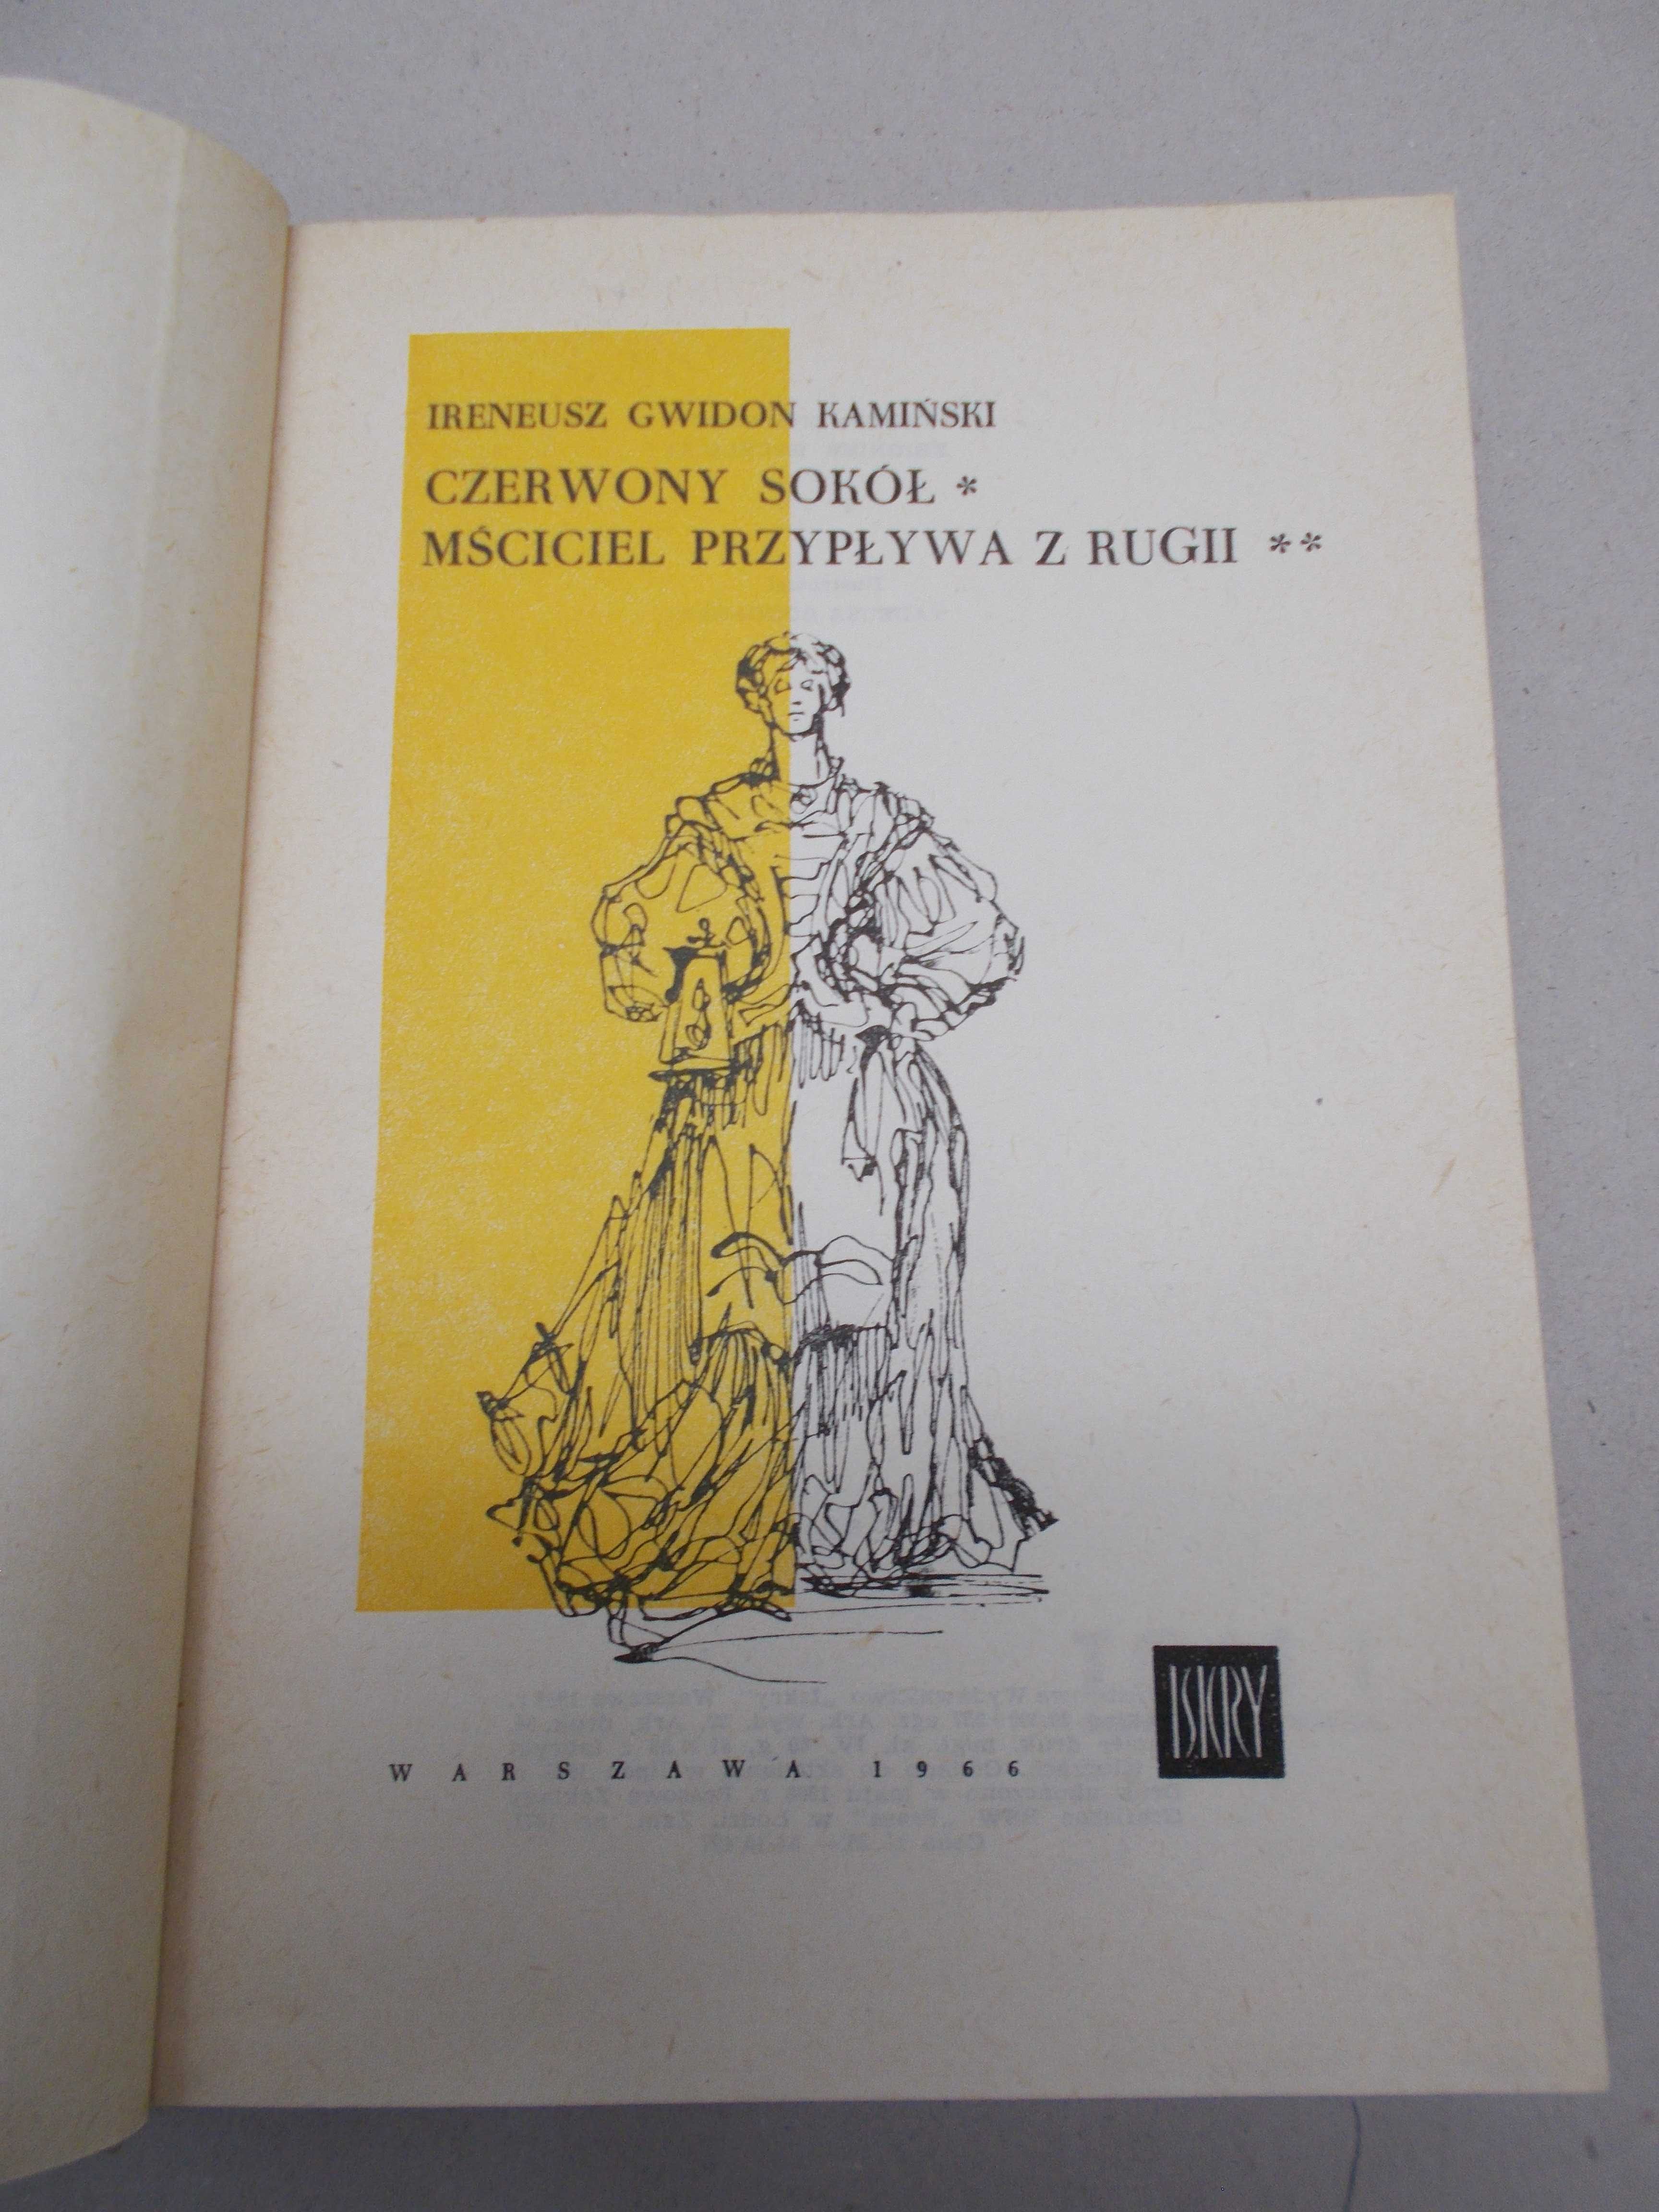 IRENEUSZ GWIDON KAMIŃSKI
CZERWONY SOKÓŁ *
MŚCICIEL PRZYPŁYWA Z RUGII **
ISKRY
WARSZAWA 1966